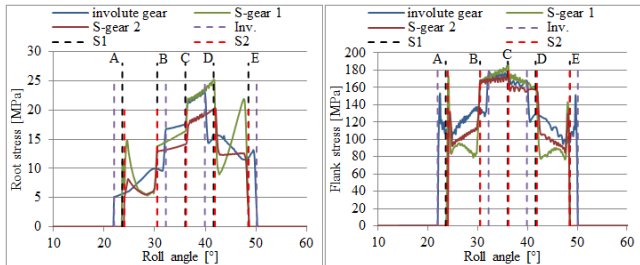 involute gear
S-gear 1
S-gear 2
Inv.
S1
S2
A
B
C
D
E
30
25
20
15
10
5
0
Root stress [MPa]
10
20
30
40
50
60
Roll angle [°]
involute gear
S-gear 1
S-gear 2
Inv.
S1
S2
A
B
C
D
E
200
180
160
140
120
100
80
60
40
20
0
Flank stress [MPa]
10
20
30
40
50
60
Roll angle [°]